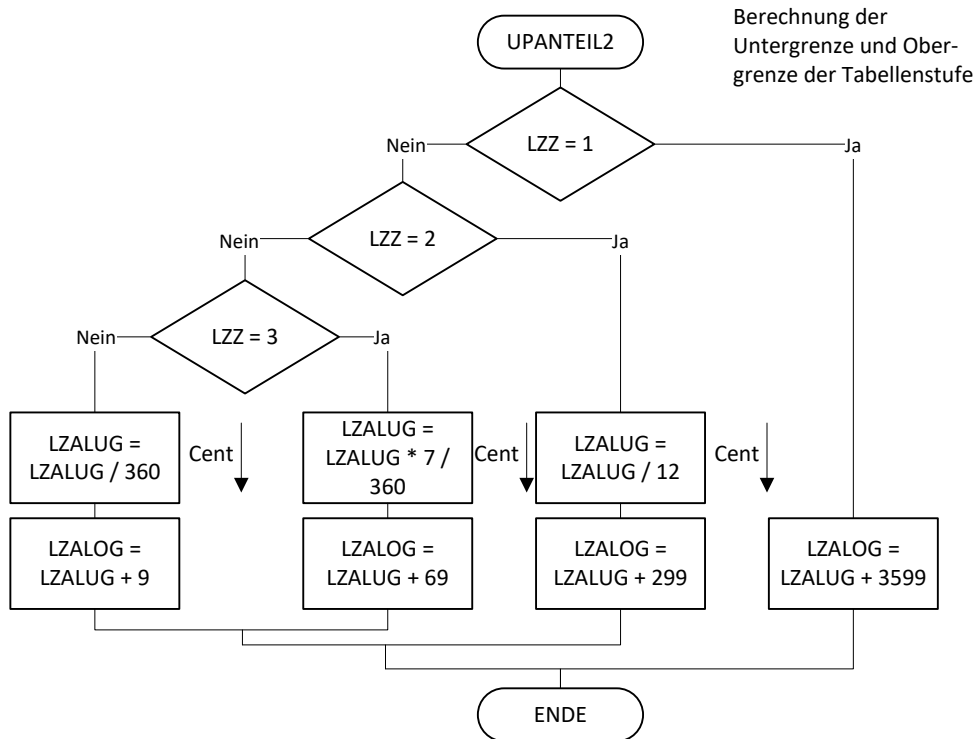 Berechnung der
Untergrenze und Ober-
grenze der Tabellenstufe
UPANTEIL2
LZZ = 1
Nein
Ja
LZZ = 2
Nein
Ja
LZZ = 3
Nein
Ja
LZALUG =
LZALUG / 360
Cent
LZALUG =
LZALUG * 7 /
360
Cent
LZALUG =
LZALUG / 12
Cent
LZALOG =
LZALUG + 9
LZALOG =
LZALUG + 69
LZALOG =
LZALUG + 299
LZALOG =
LZALUG + 3599
ENDE